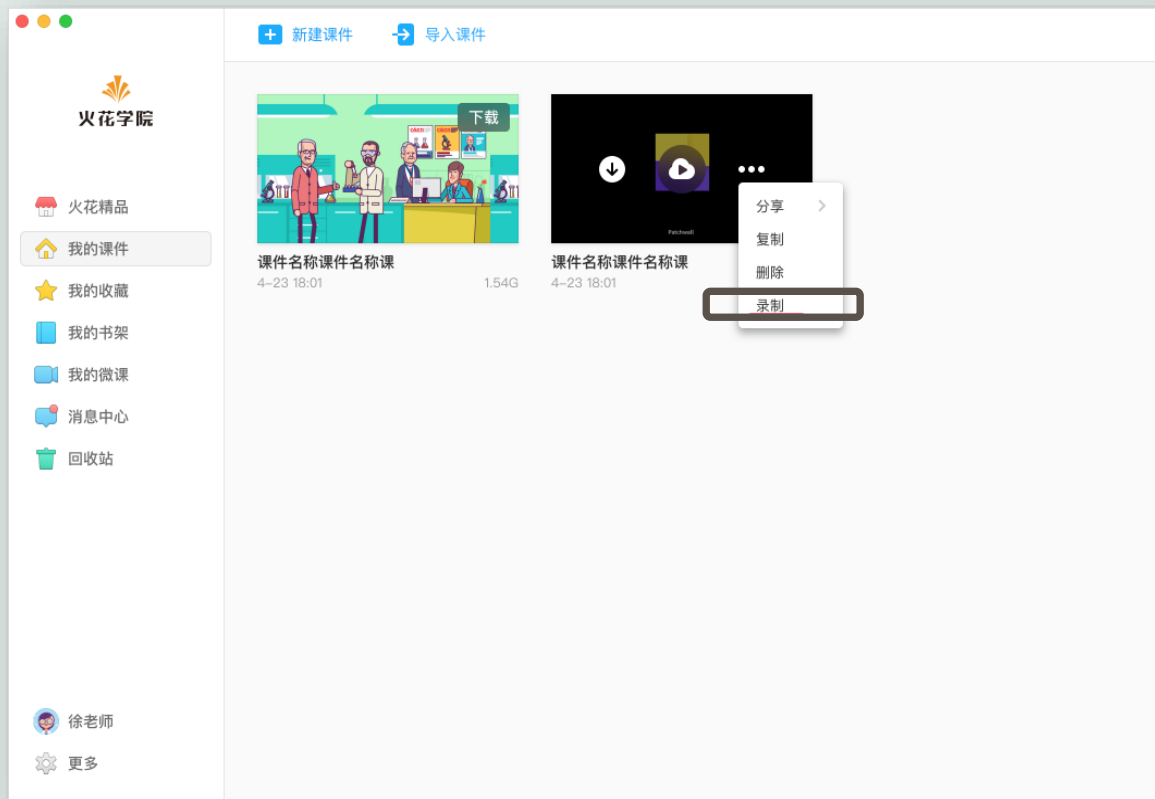 新建课件
导入课件
火花学院
火花精品
我的课件
我的收藏
我的书架
我的微课
消息中心
回收站
徐老师
更多
下载
课件名称课件名称课
4-23 18:01
1.54G
Patchwall
课件名称课件名称课
4-23 18:01
分享
复制
删除
录制